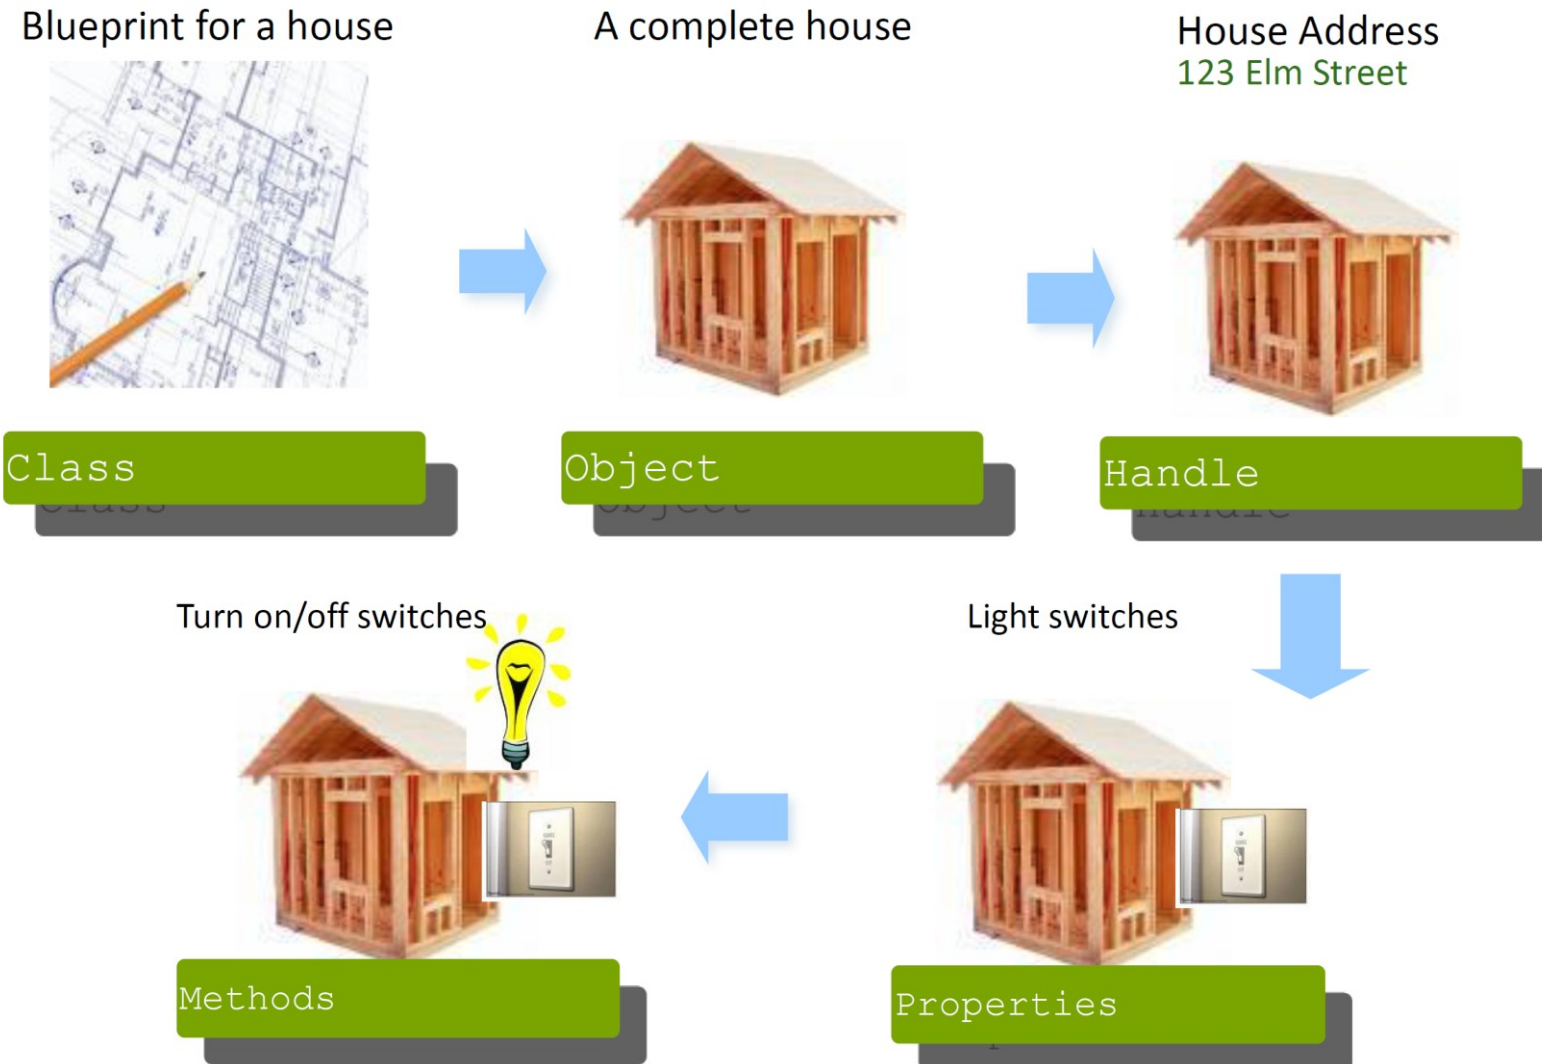 Blueprint for a house
A complete house
House Address
123 Elm Street
Class
Object
Handle
Turn on/off switches
Light switches
Methods
Properties